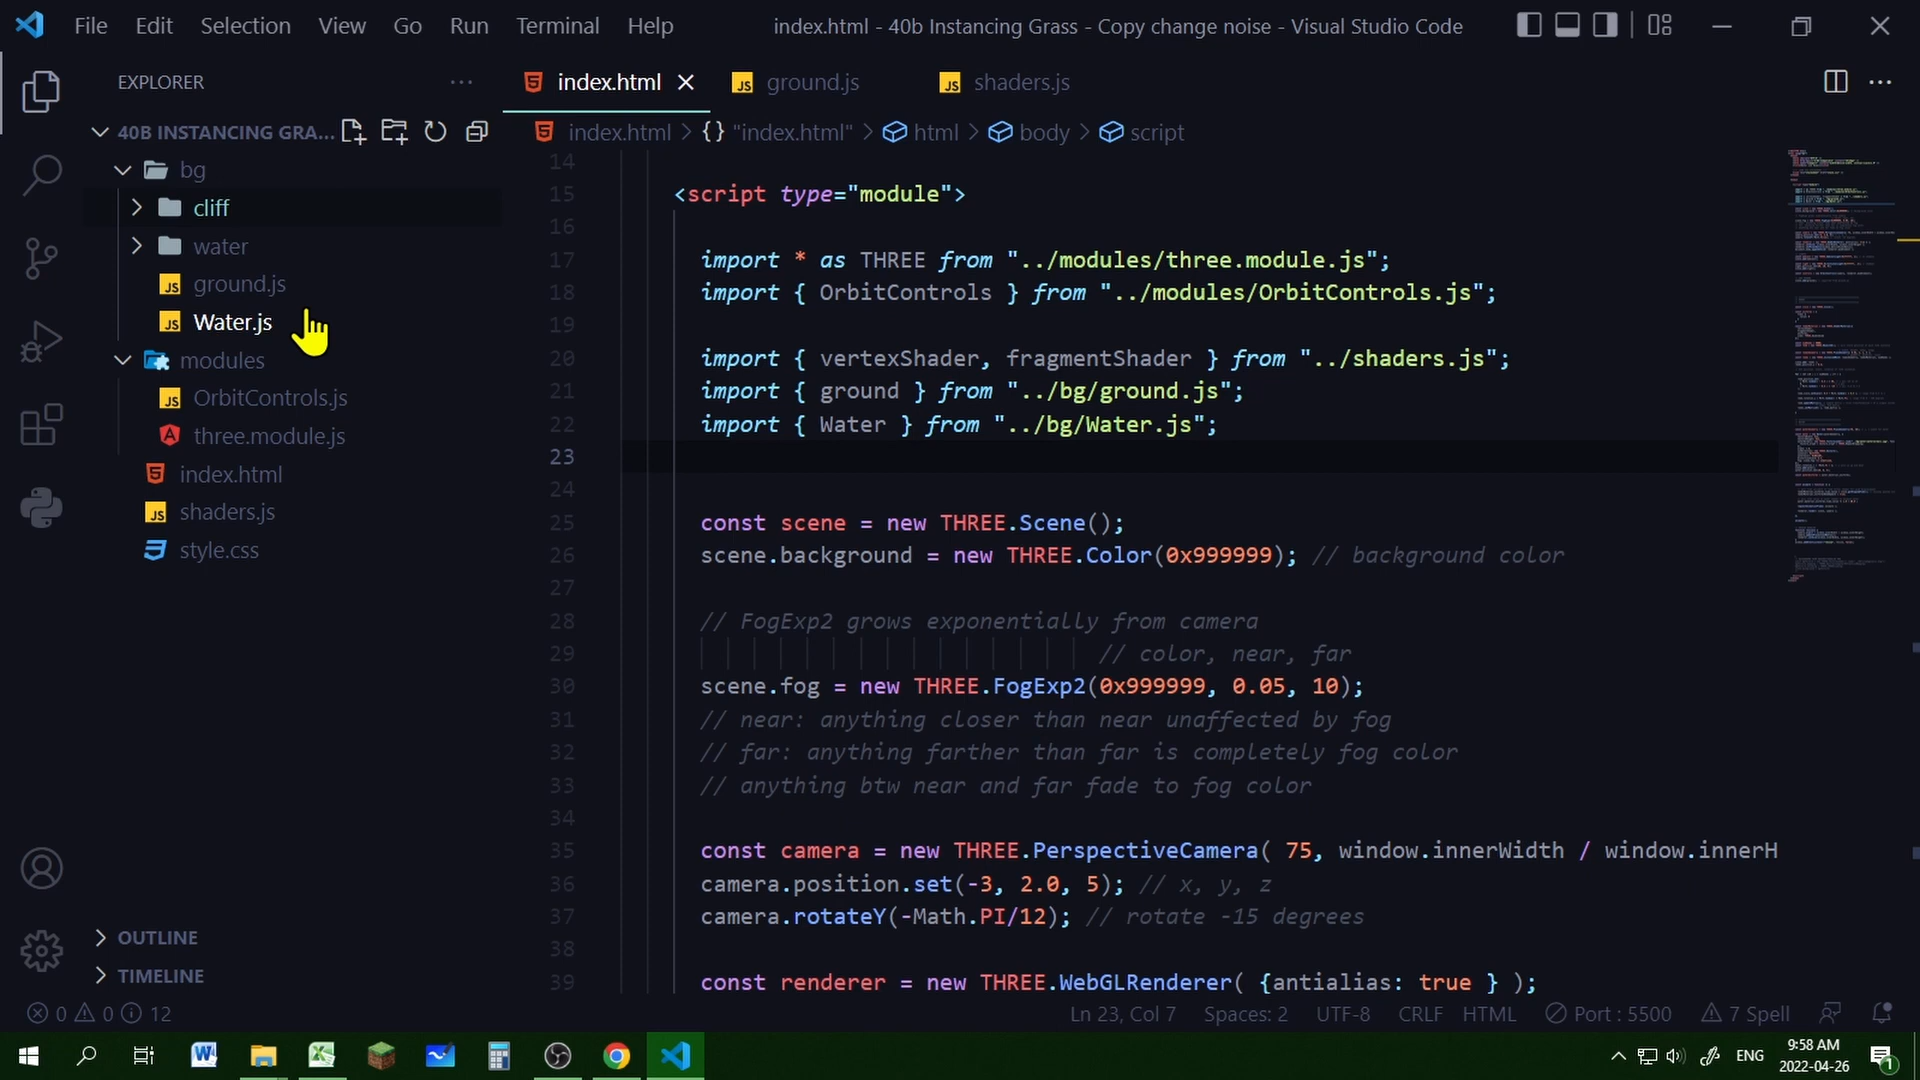 File Edit Selection View Go Run Terminal Help
index.html - 40b Instancing Grass - Copy change noise - Visual Studio Code
EXPLORER
40B INSTANCING GRA...
bg
cliff
water
ground.js
Water.js
modules
OrbitControls.js
three.module.js
index.html
shaders.js
style.css
OUTLINE
TIMELINE
index.html ground.js shaders.js
index.html > {} "index.html" > html > body > script
14
15 <script type="module">
16
17 import * as THREE from "../modules/three.module.js";
18 import { OrbitControls } from "../modules/OrbitControls.js";
19
20 import { vertexShader, fragmentShader } from "../shaders.js";
21 import { ground } from "../bg/ground.js";
22 import { Water } from "../bg/Water.js";
23
24
25 const scene = new THREE.Scene();
26 scene.background = new THREE.Color(0x999999); // background color
27
28 // FogExp2 grows exponentially from camera
29 // color, near, far
30 scene.fog = new THREE.FogExp2(0x999999, 0.05, 10);
31 // near: anything closer than near unaffected by fog
32 // far: anything farther than far is completely fog color
33 // anything btw near and far fade to fog color
34
35 const camera = new THREE.PerspectiveCamera( 75, window.innerWidth / window.innerH
36 camera.position.set(-3, 2.0, 5); // x, y, z
37 camera.rotateY(-Math.PI/12); // rotate -15 degrees
38
39 const renderer = new THREE.WebGLRenderer( {antialias: true } );
0 0 12
Ln 23, Col 7 Spaces: 2 UTF-8 CRLF HTML Port : 5500 7 Spell
ENG
9:58 AM
2022-04-26
1